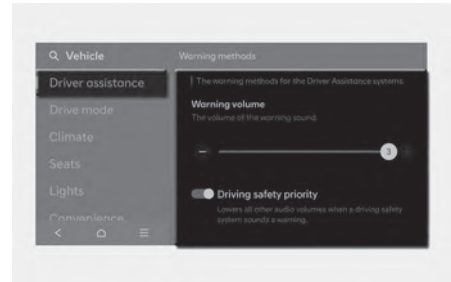 Vehicle
Warning methods
Driver assistance
The warning methods for the Driver Assistance systems.
Drive mode
Warning volume
The volume of the warning sound.
Climate
3
Seats
Driving safety priority
Lights
Lowers all other audio volumes when a driving safety
system sounds a warning.
Convenience